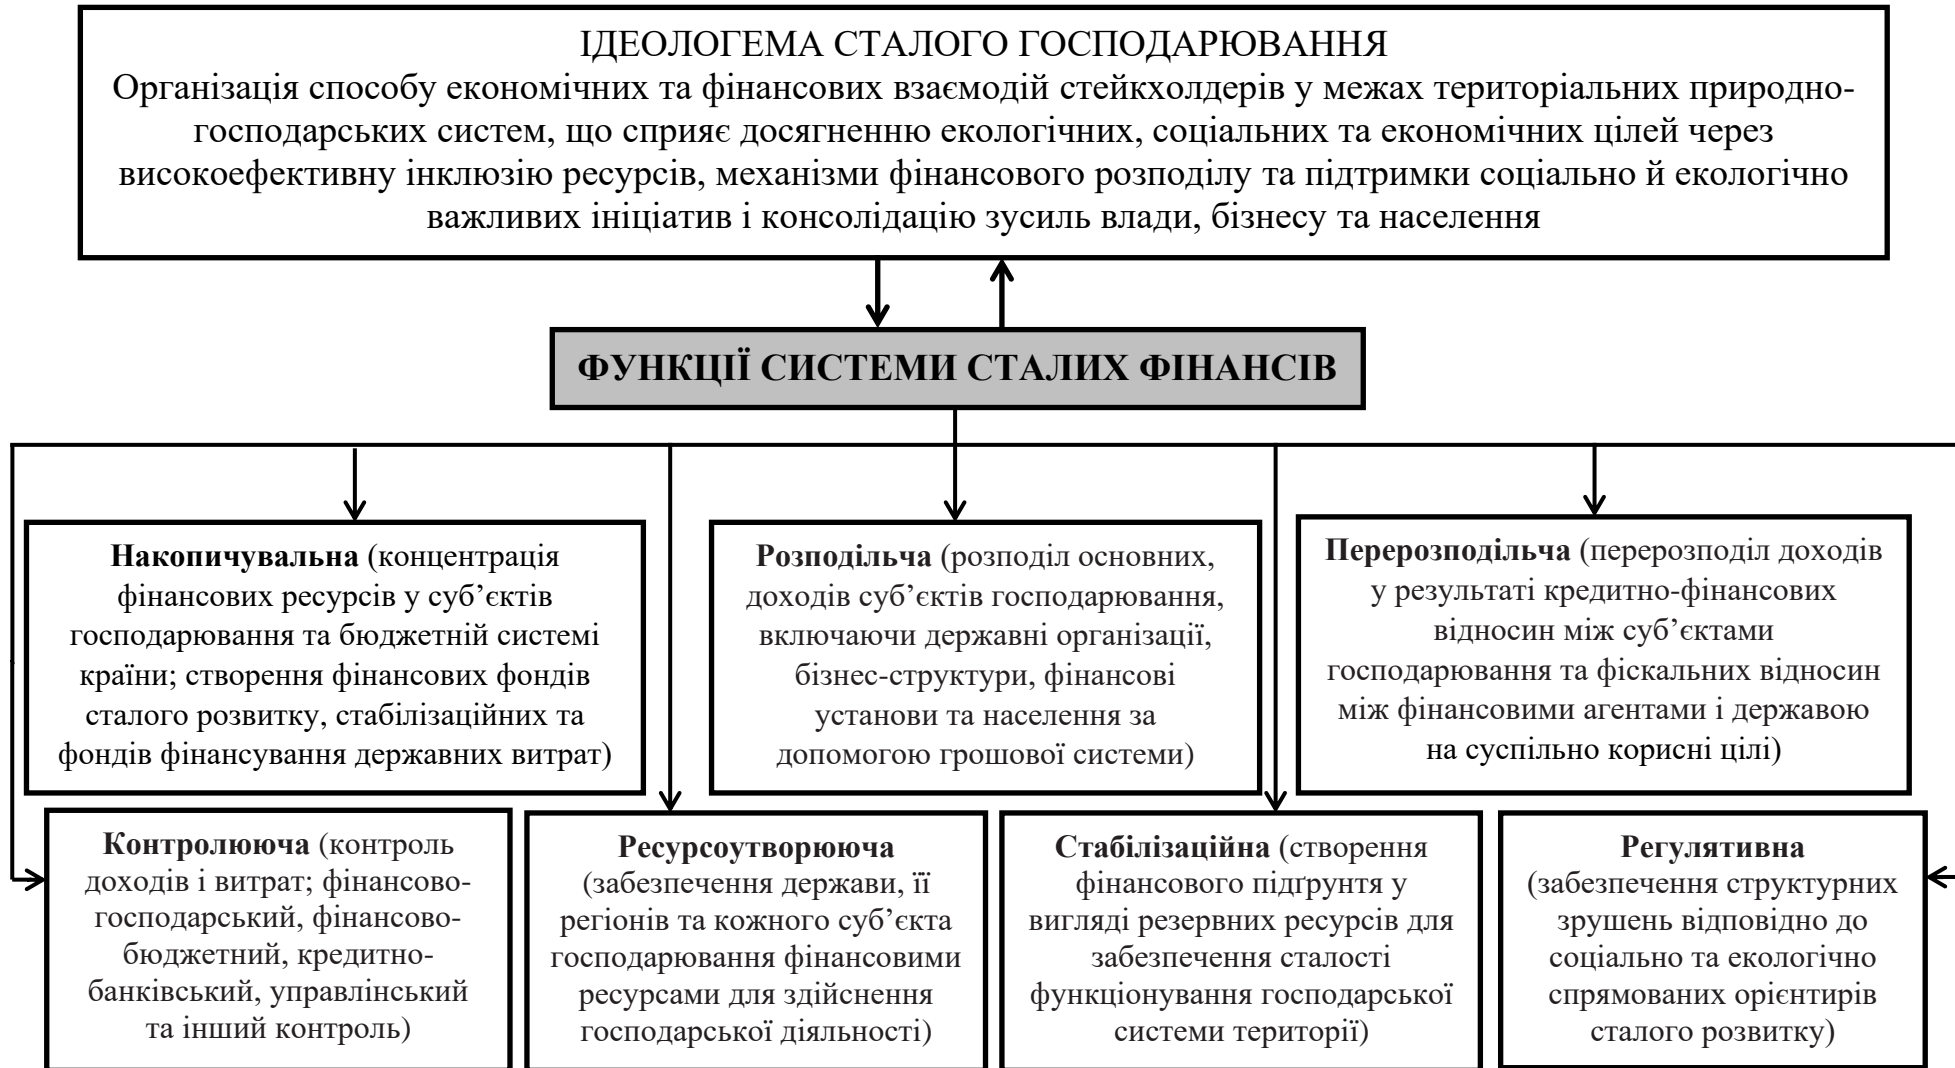 ІДЕОЛОГЕМА СТАЛОГО ГОСПОДАРЮВАННЯ
Організація способу економічних та фінансових взаємодій стейкхолдерів у межах територіальних природно-
господарських систем, що сприяє досягненню екологічних, соціальних та економічних цілей через
високоефективну інклюзію ресурсів, механізми фінансового розподілу та підтримки соціально й екологічно
важливих ініціатив і консолідацію зусиль влади, бізнесу та населення
ФУНКЦІЇ СИСТЕМИ СТАЛИХ ФІНАНСІВ
Накопичувальна (концентрація
фінансових ресурсів у суб’єктів
господарювання та бюджетній системі
країни; створення фінансових фондів
сталого розвитку, стабілізаційних та
фондів фінансування державних витрат)
Розподільча (розподіл основних,
доходів суб’єктів господарювання,
включаючи державні організації,
бізнес-структури, фінансові
установи та населення за
допомогою грошової системи)
Перерозподільча (перерозподіл доходів
у результаті кредитно-фінансових
відносин між суб’єктами
господарювання та фіскальних відносин
між фінансовими агентами і державою
на суспільно корисні цілі)
Контролююча (контроль
доходів і витрат; фінансово-
господарський, фінансово-
бюджетний, кредитно-
банківський, управлінський
та інший контроль)
Ресурсоутворююча
(забезпечення держави, її
регіонів та кожного суб’єкта
господарювання фінансовими
ресурсами для здійснення
господарської діяльності)
Стабілізаційна (створення
фінансового підґрунтя у
вигляді резервних ресурсів для
забезпечення сталості
функціонування господарської
системи території)
Регулятивна
(забезпечення структурних
зрушень відповідно до
соціально та екологічно
спрямованих орієнтирів
сталого розвитку)